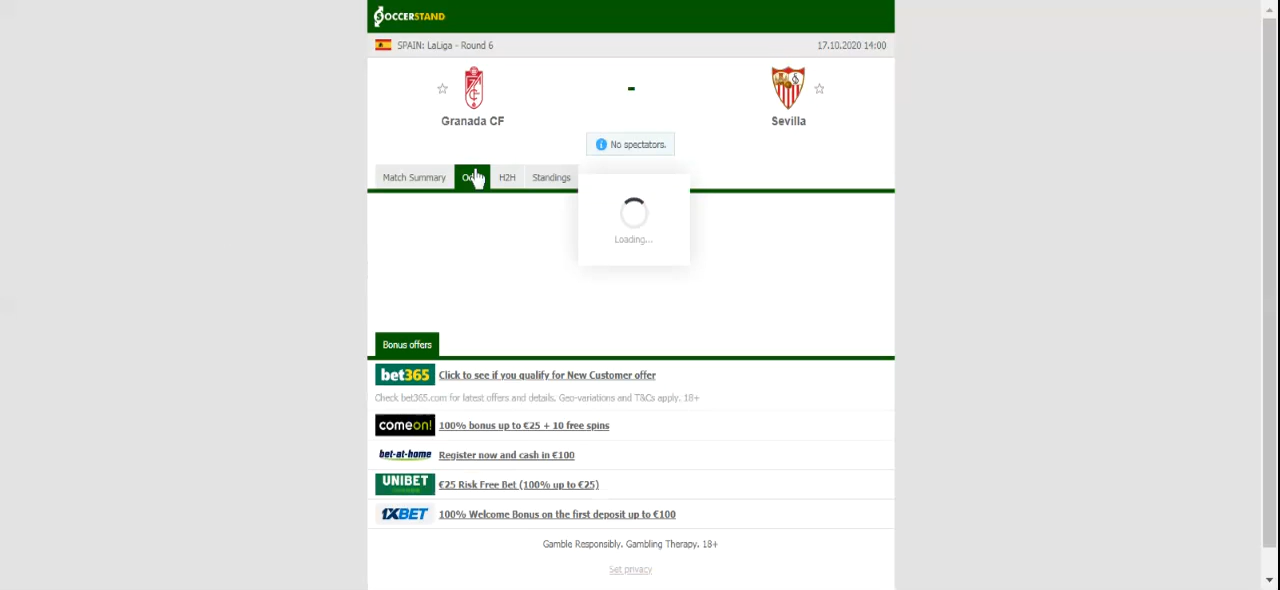 SOCCERSTAND
SPAIN: LaLiga - Round 6
17.10.2020 14:00
-
Granada CF
Sevilla
No spectators.
Match Summary
H2H
Standings
Loading...
Bonus offers
bet365 Click to see if you qualify for New Customer offer
Check bet365.com for latest offers and details. Geo-variations and T&Cs apply. 18+
comeon! 100% bonus up to €25 + 10 free spins
bet-at-home Register now and cash in €100
UNIBET €25 Risk Free Bet (100% up to €25)
1XBET 100% Welcome Bonus on the first deposit up to €100
Gamble Responsibly. Gambling Therapy. 18+
Set privacy